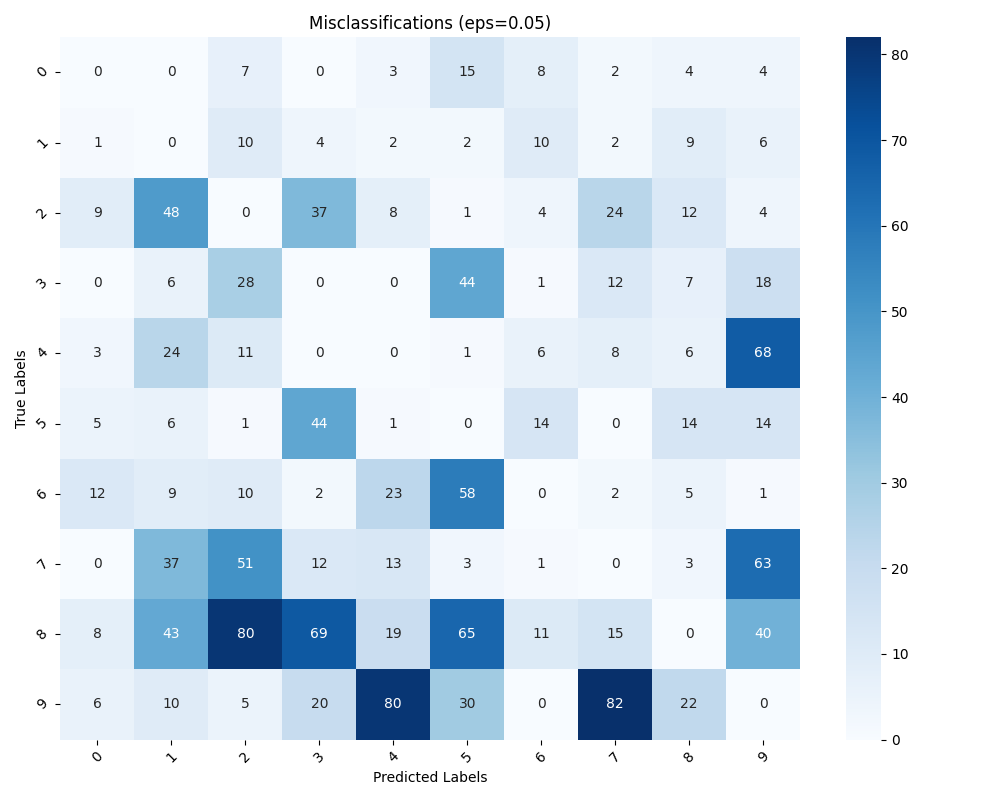 Misclassifications (eps=0.05)
0 0 0 7 0 3 15 8 2 4 4
1 1 0 10 4 2 2 10 2 9 6
2 9 48 0 37 8 1 4 24 12 4
3 0 6 28 0 0 44 1 12 7 18
4 3 24 11 0 0 1 6 8 6 68
5 5 6 1 44 1 0 14 0 14 14
6 12 9 10 2 23 58 0 2 5 1
7 0 37 51 12 13 3 1 0 3 63
8 8 43 80 69 19 65 11 15 0 40
9 6 10 5 20 80 30 0 82 22 0
0 1 2 3 4 5 6 7 8 9
Predicted Labels
True Labels
80
70
60
50
40
30
20
10
0